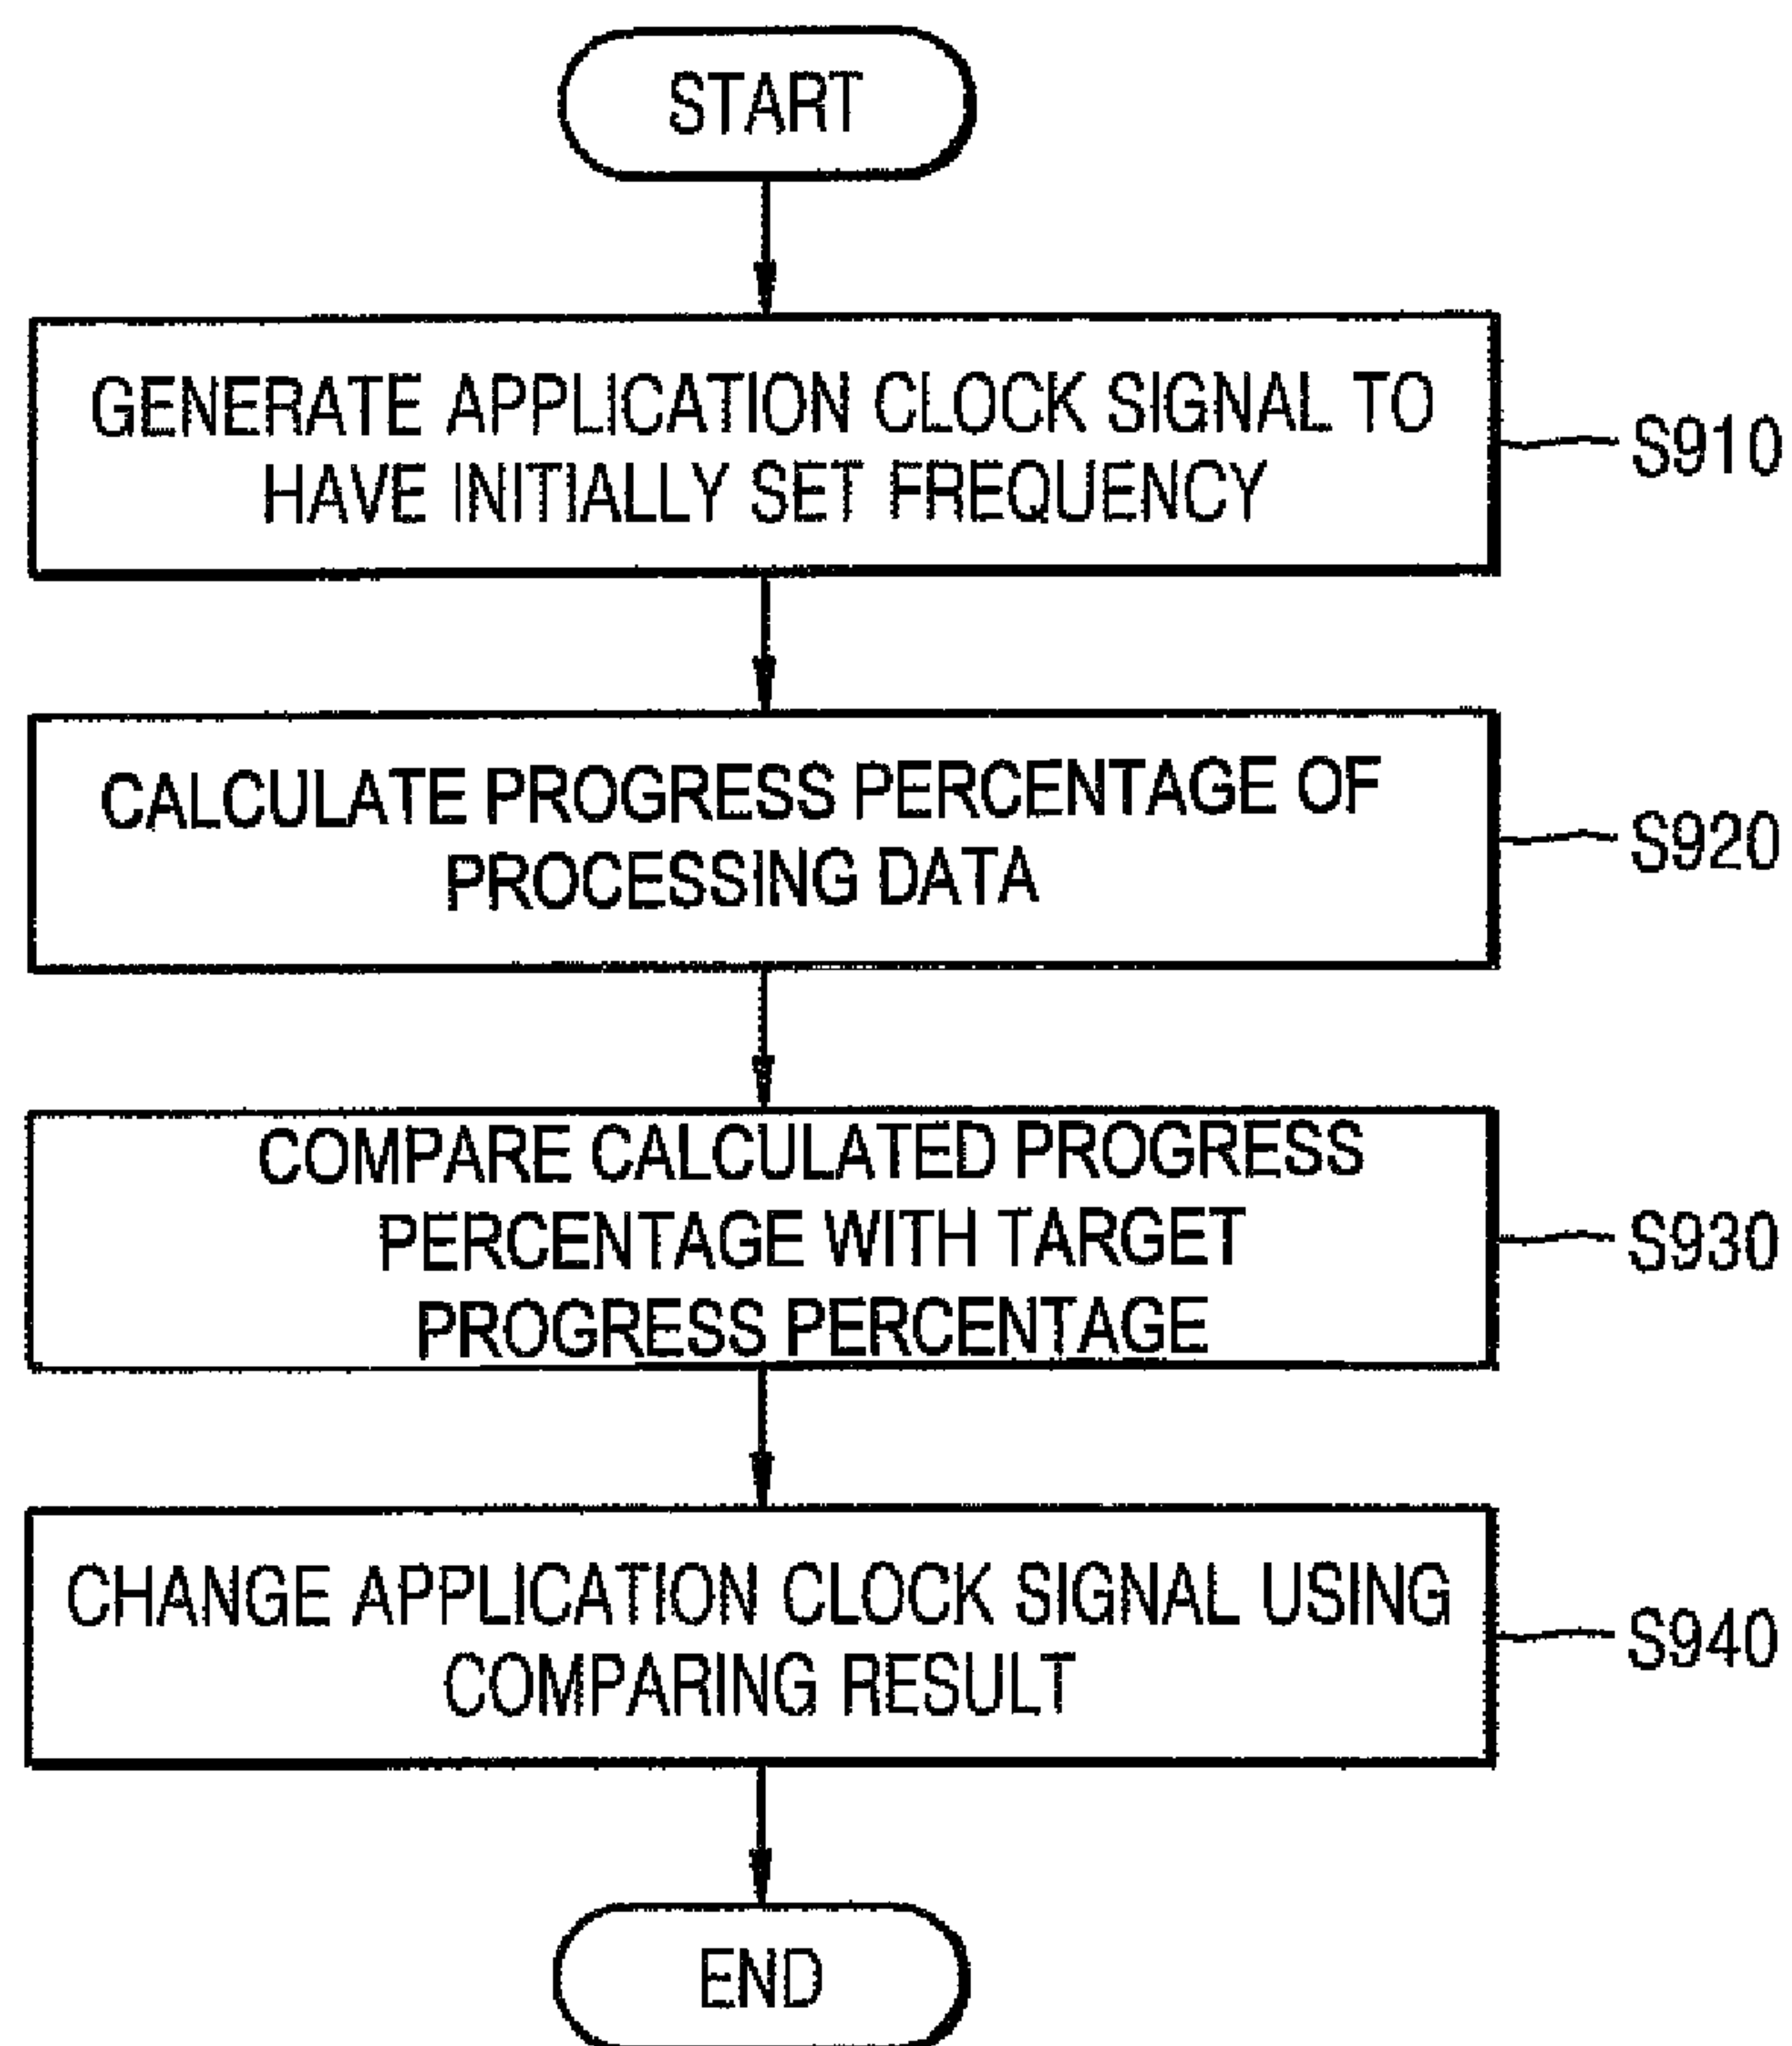 START
GENERATE APPLICATION CLOCK SIGNAL TO
HAVE INITIALLY SET FREQUENCY
S910
CALCULATE PROGRESS PERCENTAGE OF
PROCESSING DATA
S920
COMPARE CALCULATED PROGRESS
PERCENTAGE WITH TARGET
PROGRESS PERCENTAGE
S930
CHANGE APPLICATION CLOCK SIGNAL USING
COMPARING RESULT
S940
END